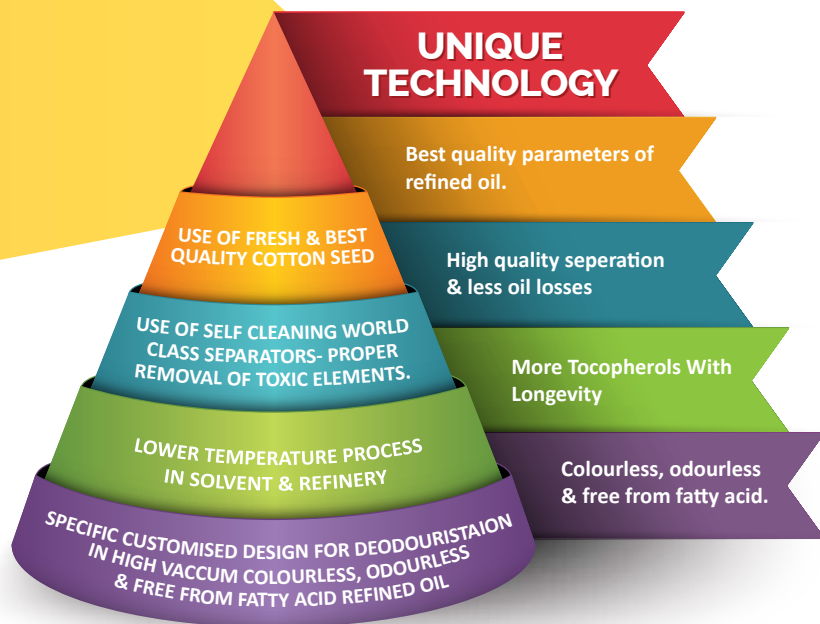 UNIQUE
TECHNOLOGY
Best quality parameters of
refined oil.
USE OF FRESH & BEST
QUALITY COTTON SEED
High quality seperation
& less oil losses
USE OF SELF CLEANING WORLD
CLASS SEPARATORS- PROPER
REMOVAL OF TOXIC ELEMENTS.
More Tocopherols With
Longevity
LOWER TEMPERATURE PROCESS
IN SOLVENT & REFINERY
Colourless, odourless
& free from fatty acid.
SPECIFIC CUSTOMISED DESIGN FOR DEODOURISTAION
IN HIGH VACCUM COLOURLESS, ODOURLESS
& FREE FROM FATTY ACID REFINED OIL